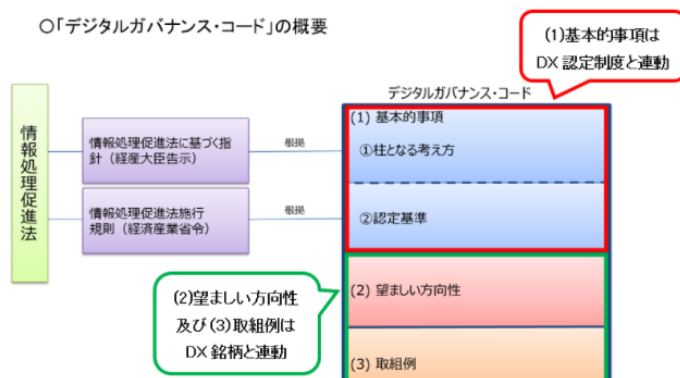 ○「デジタルガバナンス・コード」の概要
(1)基本的事項は
DX 認定制度と連動
デジタルガバナンス・コード
情報処理促進法
情報処理促進法に基づく指
針（経産大臣告示）
根拠
(1) 基本的事項
①柱となる考え方
情報処理促進法施行
規則（経済産業省令）
根拠
②認定基準
(2)望ましい方向性
及び(3)取組例は
DX 銘柄と連動
(2) 望ましい方向性
(3) 取組例